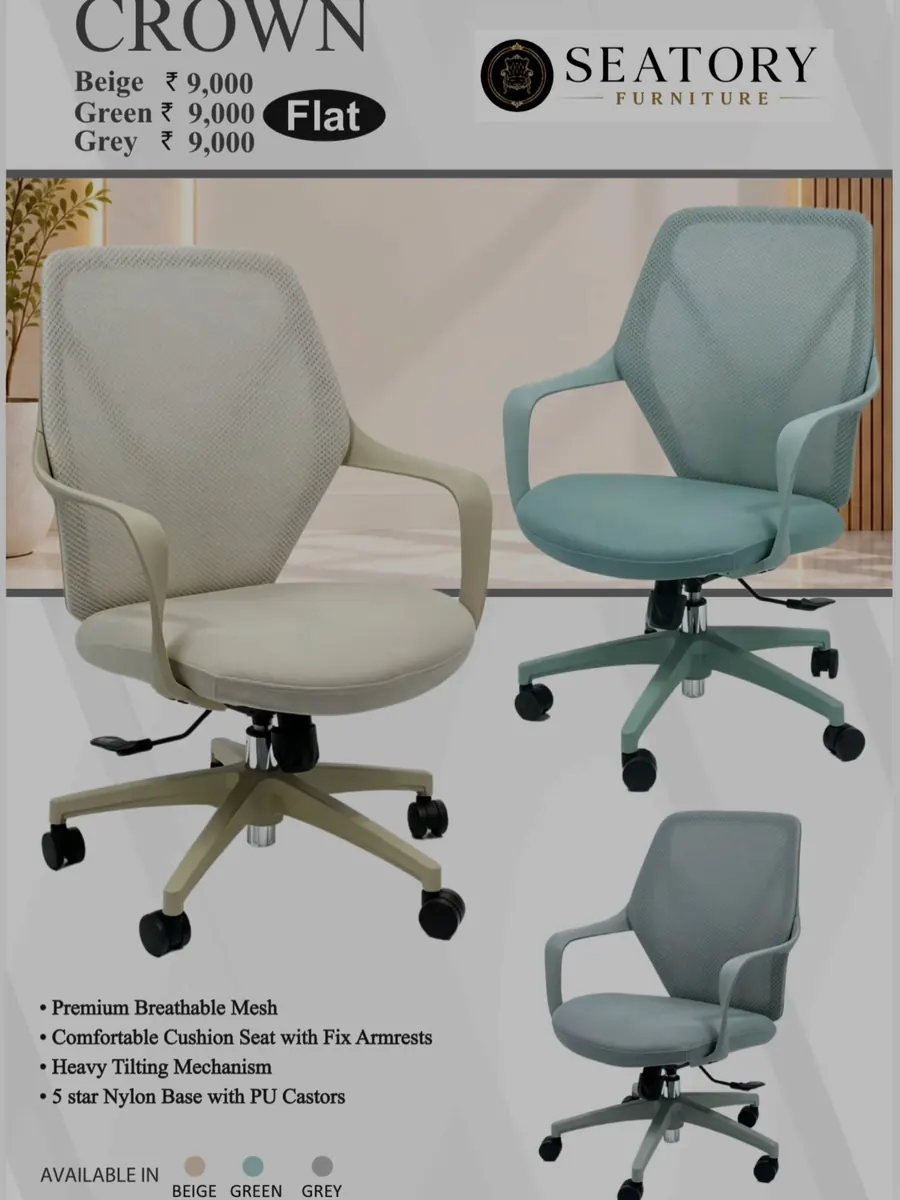 CROWN
Beige ₹ 9,000
Green ₹ 9,000
Grey ₹ 9,000
Flat
SEATORY
FURNITURE
• Premium Breathable Mesh
• Comfortable Cushion Seat with Fix Armrests
• Heavy Tilting Mechanism
• 5 star Nylon Base with PU Castors
AVAILABLE IN
BEIGE GREEN GREY